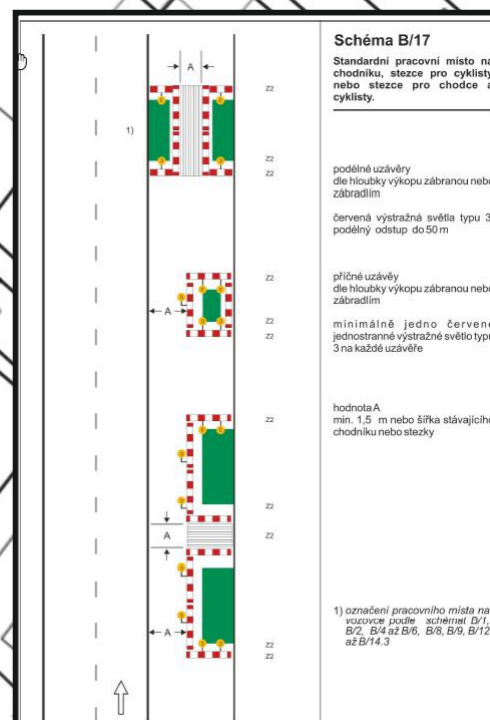 Schéma B/17
Standardní pracovní místo na
chodníku, stezce pro cyklisty
nebo stezce pro chodce a
cyklisty.
A
Z2
1)
Z2
Z2
podélné uzávěry
dle hloubky výkopu zábranou nebo
zábradlím
červená výstražná světla typu 3
podélný odstup do 50 m
Z2
A
Z2
Z2
příčné uzávěy
dle hloubky výkopu zábranou nebo
zábradlím
minimálně jedno červené
jednostranné výstražné světlo typu
3 na každé uzávěře
hodnota A
min. 1,5 m nebo šířka stávajícího
chodníku nebo stezky
Z2
Z2
A
Z2
A
Z2
Z2
1) označení pracovního místa na
vozovce podle schémat B/1,
B/2, B/4 až B/6, B/8, B/9, B/12
až B/14.3